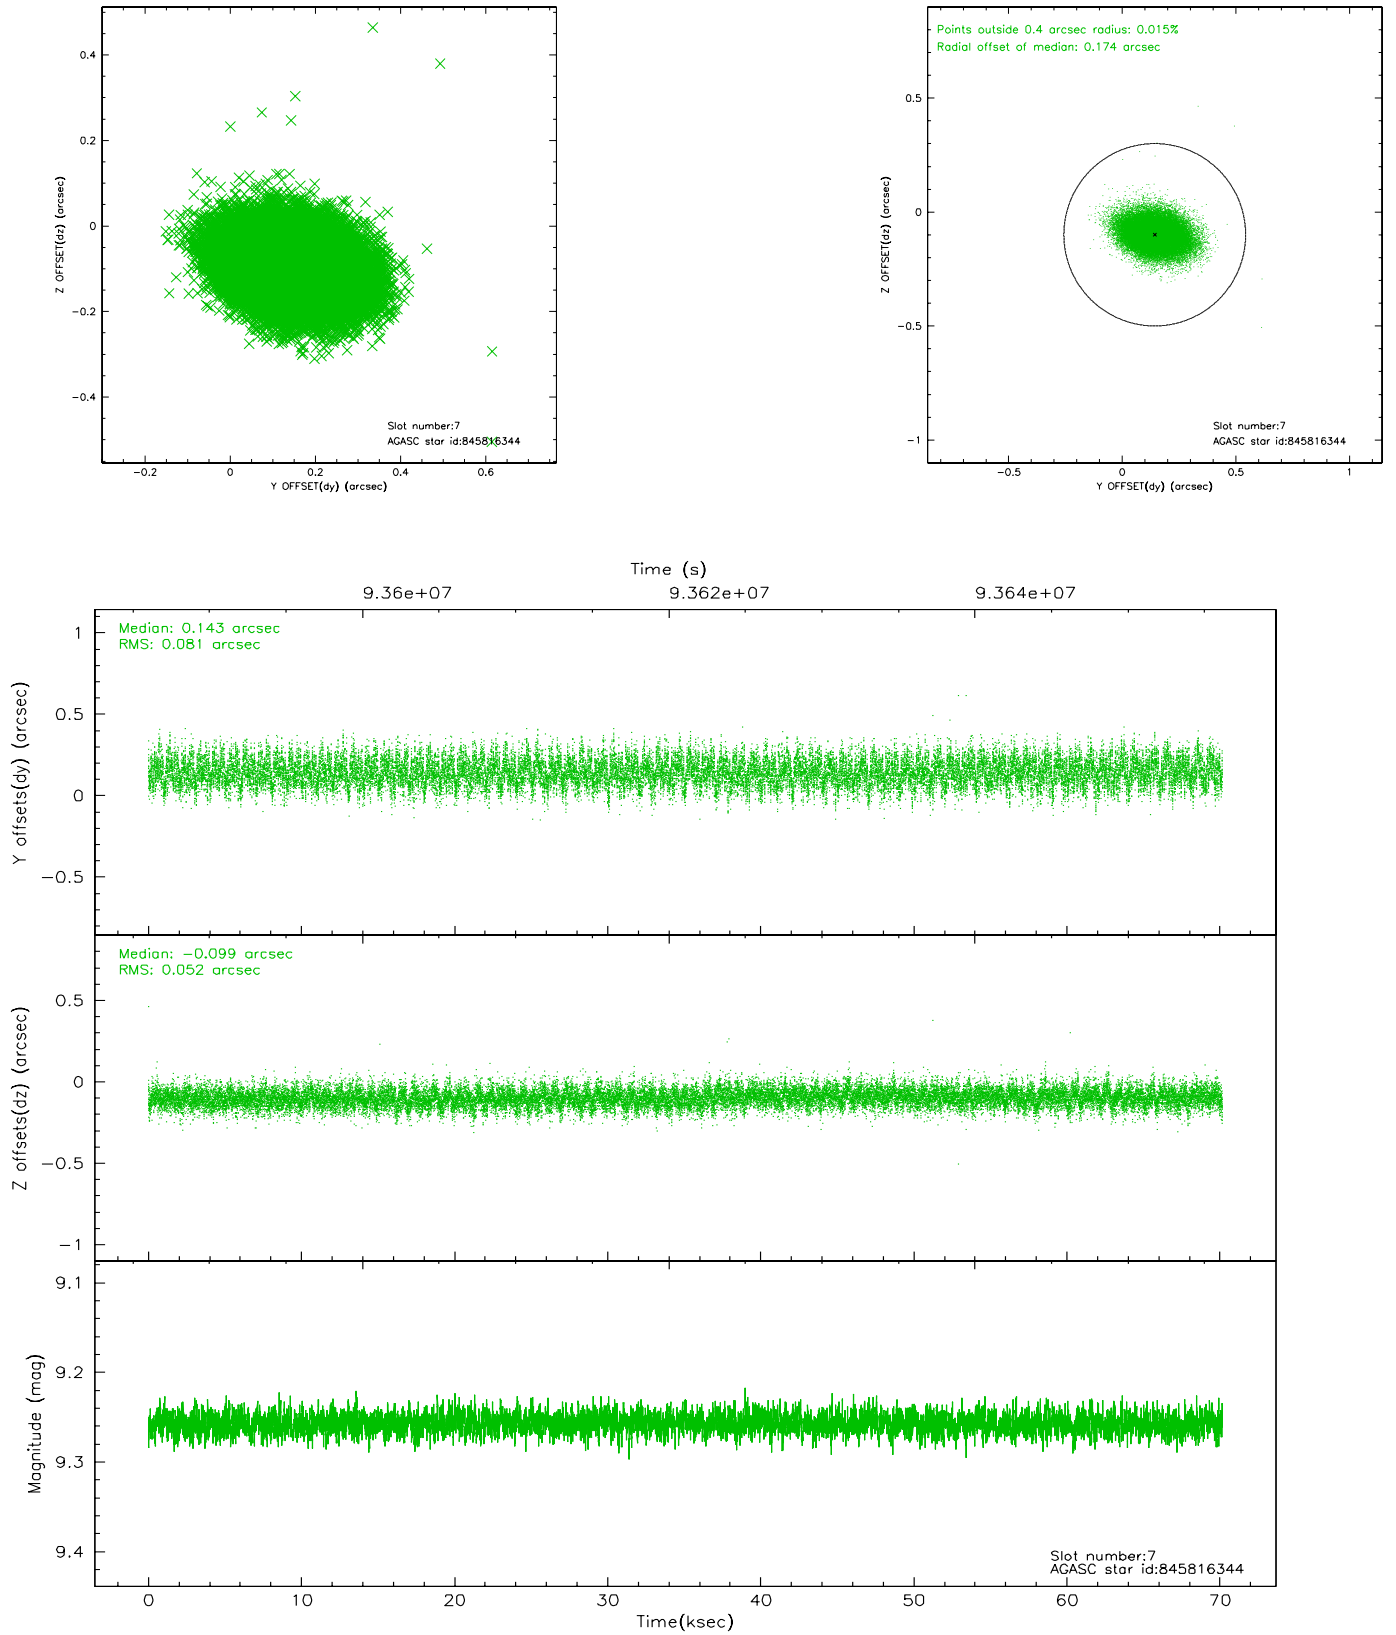 0.4
0.2
0
−0.2
−0.4
Z OFFSET(dz) (arcsec)
Slot number:7
AGASC star id:845816344
−0.2 0 0.2 0.4 0.6
Y OFFSET(dy) (arcsec)
Points outside 0.4 arcsec radius: 0.015%
Radial offset of median: 0.174 arcsec
0.5
0
−0.5
−1
Z OFFSET(dz) (arcsec)
Slot number:7
AGASC star id:845816344
−0.5 0 0.5 1
Y OFFSET(dy) (arcsec)
Time (s)
9.36e+07 9.362e+07 9.364e+07
Median: 0.143 arcsec
RMS: 0.081 arcsec
1
0.5
0
−0.5
Y offsets(dy) (arcsec)
Median: −0.099 arcsec
RMS: 0.052 arcsec
0.5
0
−0.5
−1
Z offsets(dz) (arcsec)
9.1
9.2
9.3
9.4
Magnitude (mag)
Slot number:7
AGASC star id:845816344
0 10 20 30 40 50 60 70
Time(ksec)